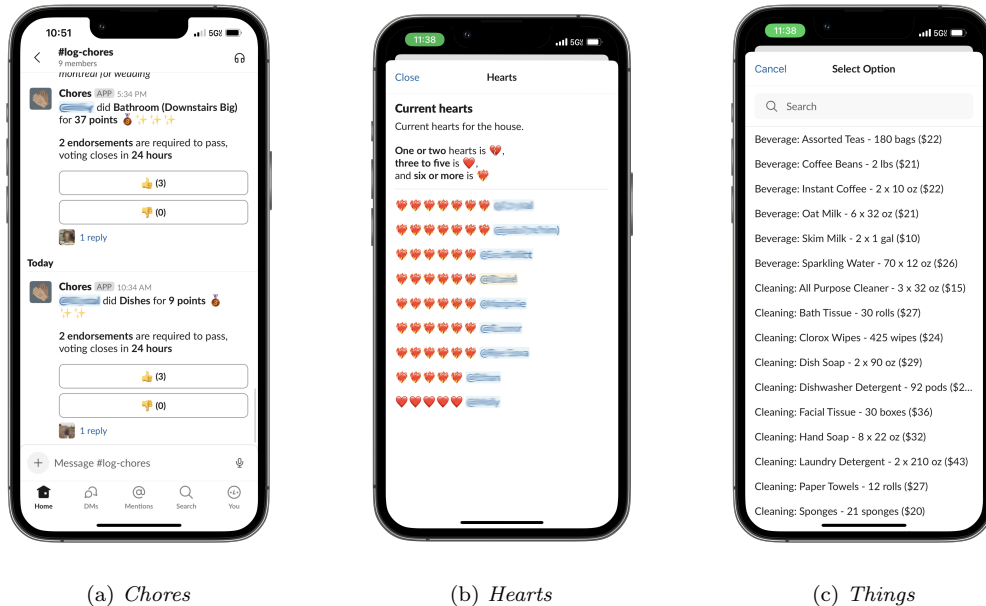 10:51
5G
#log-chores
9 members
montreal for wedding
Chores APP 5:34 PM
did Bathroom (Downstairs Big)
for 37 points
2 endorsements are required to pass,
voting closes in 24 hours
(3)
(0)
1 reply
Today
Chores APP 10:34 AM
did Dishes for 9 points
2 endorsements are required to pass,
voting closes in 24 hours
(3)
(0)
1 reply
Message #log-chores
Home DMs Mentions Search You
(a) Chores
11:38
5G
Close Hearts
Current hearts
Current hearts for the house.
One or two hearts is 💔,
three to five is ❤️,
and six or more is ❤️‍🔥
(b) Hearts
11:38
5G
Cancel Select Option
Search
Beverage: Assorted Teas - 180 bags ($22)
Beverage: Coffee Beans - 2 lbs ($21)
Beverage: Instant Coffee - 2 x 10 oz ($22)
Beverage: Oat Milk - 6 x 32 oz ($21)
Beverage: Skim Milk - 2 x 1 gal ($10)
Beverage: Sparkling Water - 70 x 12 oz ($26)
Cleaning: All Purpose Cleaner - 3 x 32 oz ($15)
Cleaning: Bath Tissue - 30 rolls ($27)
Cleaning: Clorox Wipes - 425 wipes ($24)
Cleaning: Dish Soap - 2 x 90 oz ($29)
Cleaning: Dishwasher Detergent - 92 pods ($2...
Cleaning: Facial Tissue - 30 boxes ($36)
Cleaning: Hand Soap - 8 x 22 oz ($32)
Cleaning: Laundry Detergent - 2 x 210 oz ($43)
Cleaning: Paper Towels - 12 rolls ($27)
Cleaning: Sponges - 21 sponges ($20)
(c) Things